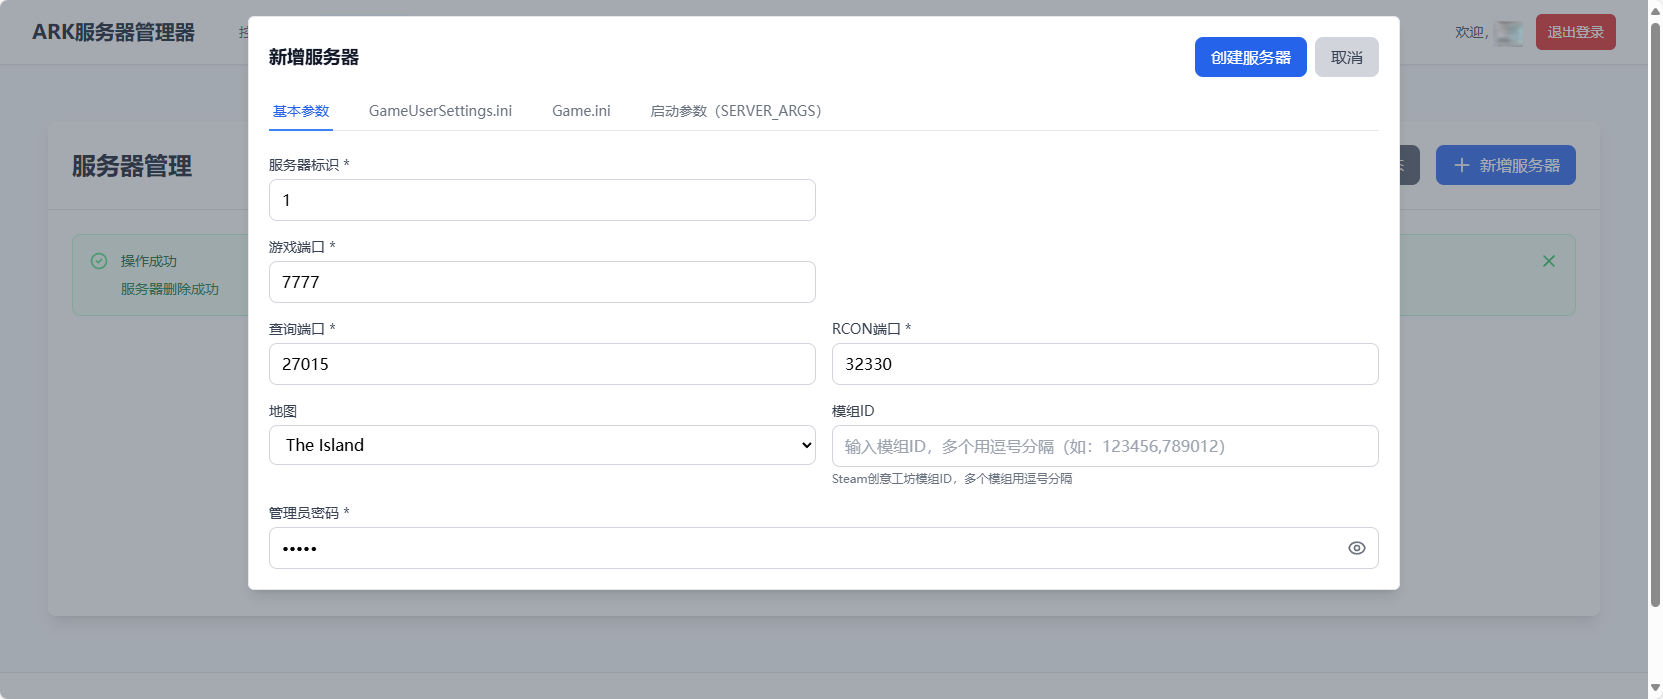 ARK服务器管理器
欢迎,
退出登录
新增服务器
创建服务器
取消
基本参数
GameUserSettings.ini
Game.ini
启动参数（SERVER_ARGS）
服务器管理
新增服务器
服务器标识 *
1
游戏端口 *
7777
操作成功
服务器删除成功
查询端口 *
27015
RCON端口 *
32330
地图
The Island
模组ID
输入模组ID，多个用逗号分隔（如：123456,789012）
Steam创意工坊模组ID，多个模组用逗号分隔
管理员密码 *
•••••